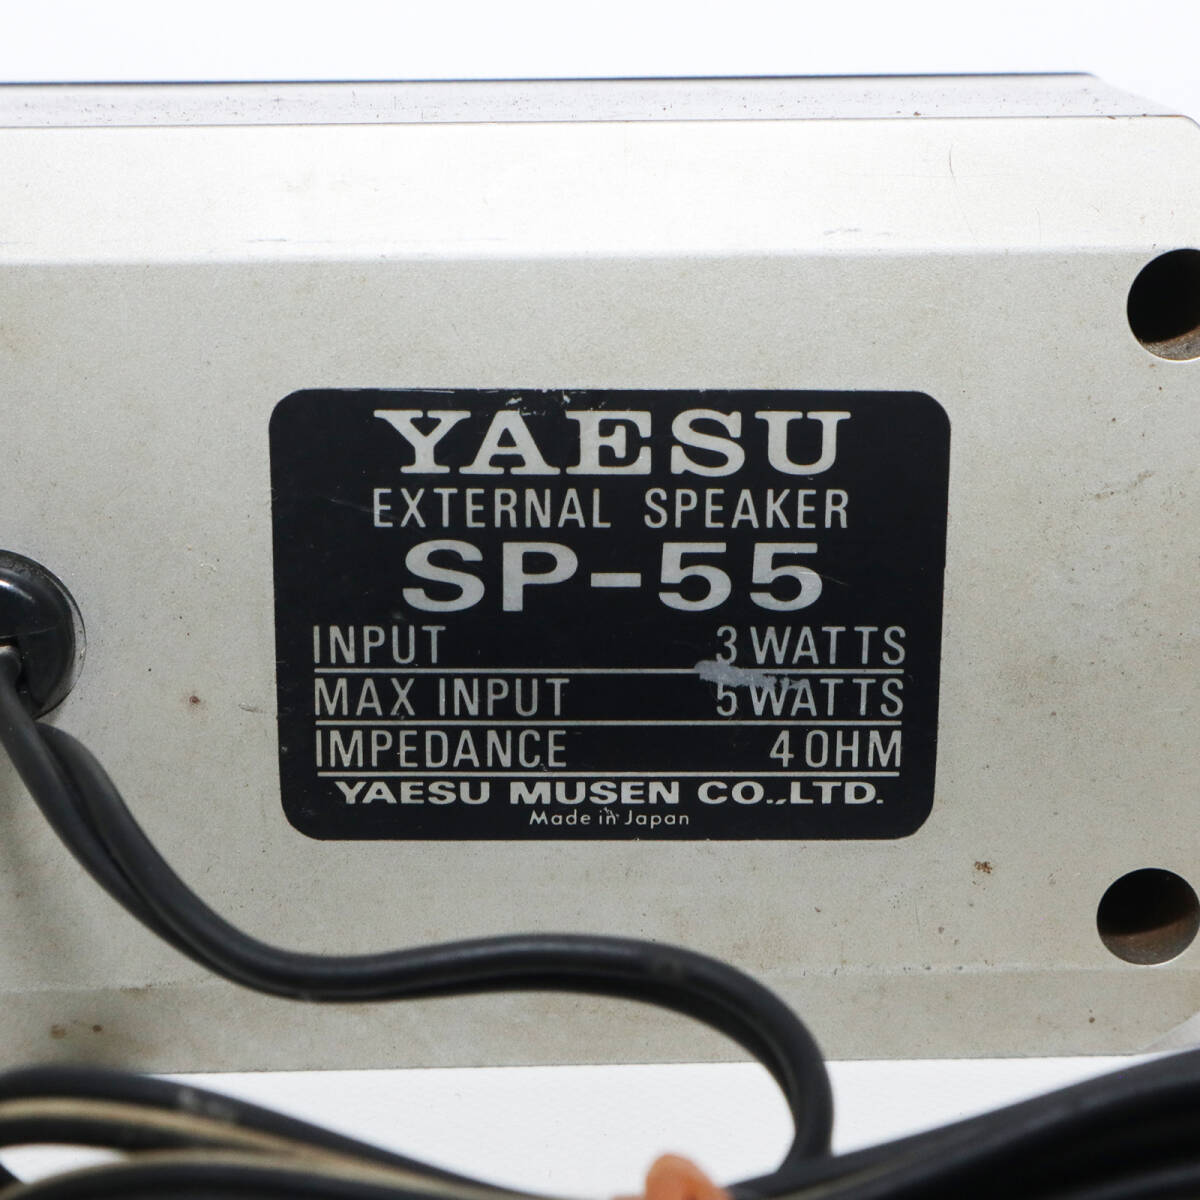 YAESU
EXTERNAL SPEAKER
SP-55
INPUT 3 WATTS
MAX INPUT 5 WATTS
IMPEDANCE 4 OHM
YAESU MUSEN CO.,LTD.
Made in Japan